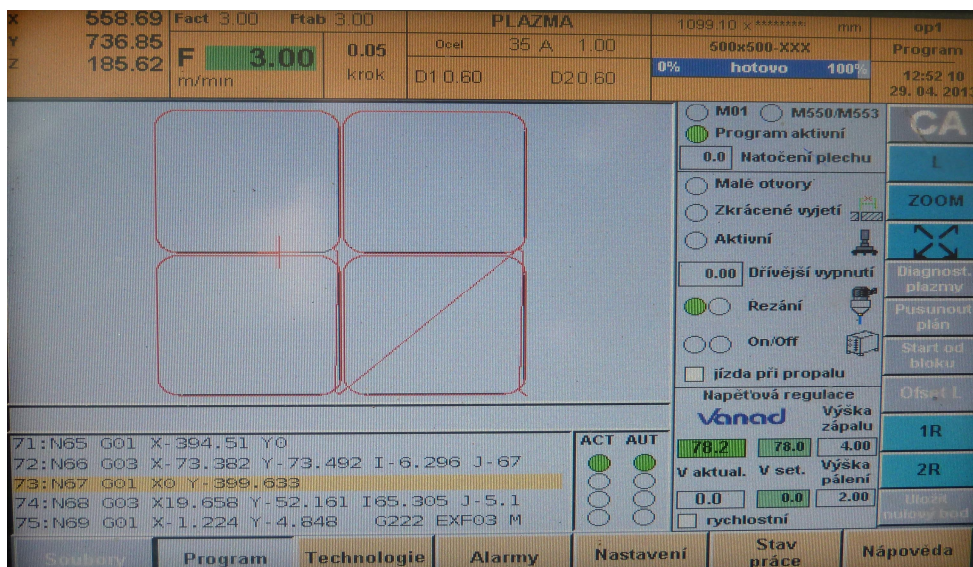 X 558.69 Fact 3.00 Ftab 3.00 PLAZMA 1099.10 x ******** mm op1
Y 736.85 F 3.00 0.05 Ocel 35 A 1.00 500x500-XXX Program
Z 185.62 m/min krok D1 0.60 D2 0.60 0% hotovo 100% 12:52 10
29. 04. 201
M01 M550/M553 CA
Program aktivní
0.0 Natočení plechu L
Malé otvory
Zkrácené vyjetí ZOOM
Aktivní
0.00 Dřívější vypnutí Diagnost. plazmy
Rezání Pusunout plán
On/Off Start od bloku
jízda při propalu
Napěťová regulace Ofset L
Vanad Výška zápalu
78.2 78.0 4.00 1R
V aktual. V set. Výška pálení 2R
0.0 0.0 2.00
rychlostní Uložit nulový bod
ACT AUT
71:N65 G01 X-394.51 Y0
72:N66 G03 X-73.382 Y-73.492 I-6.296 J-67
73:N67 G01 X0 Y-399.633
74:N68 G03 X19.658 Y-52.161 I65.305 J-5.1
75:N69 G01 X-1.224 Y-4.848 G222 EXF03 M
Soubory Program Technologie Alarmy Nastavení Stav práce Nápověda